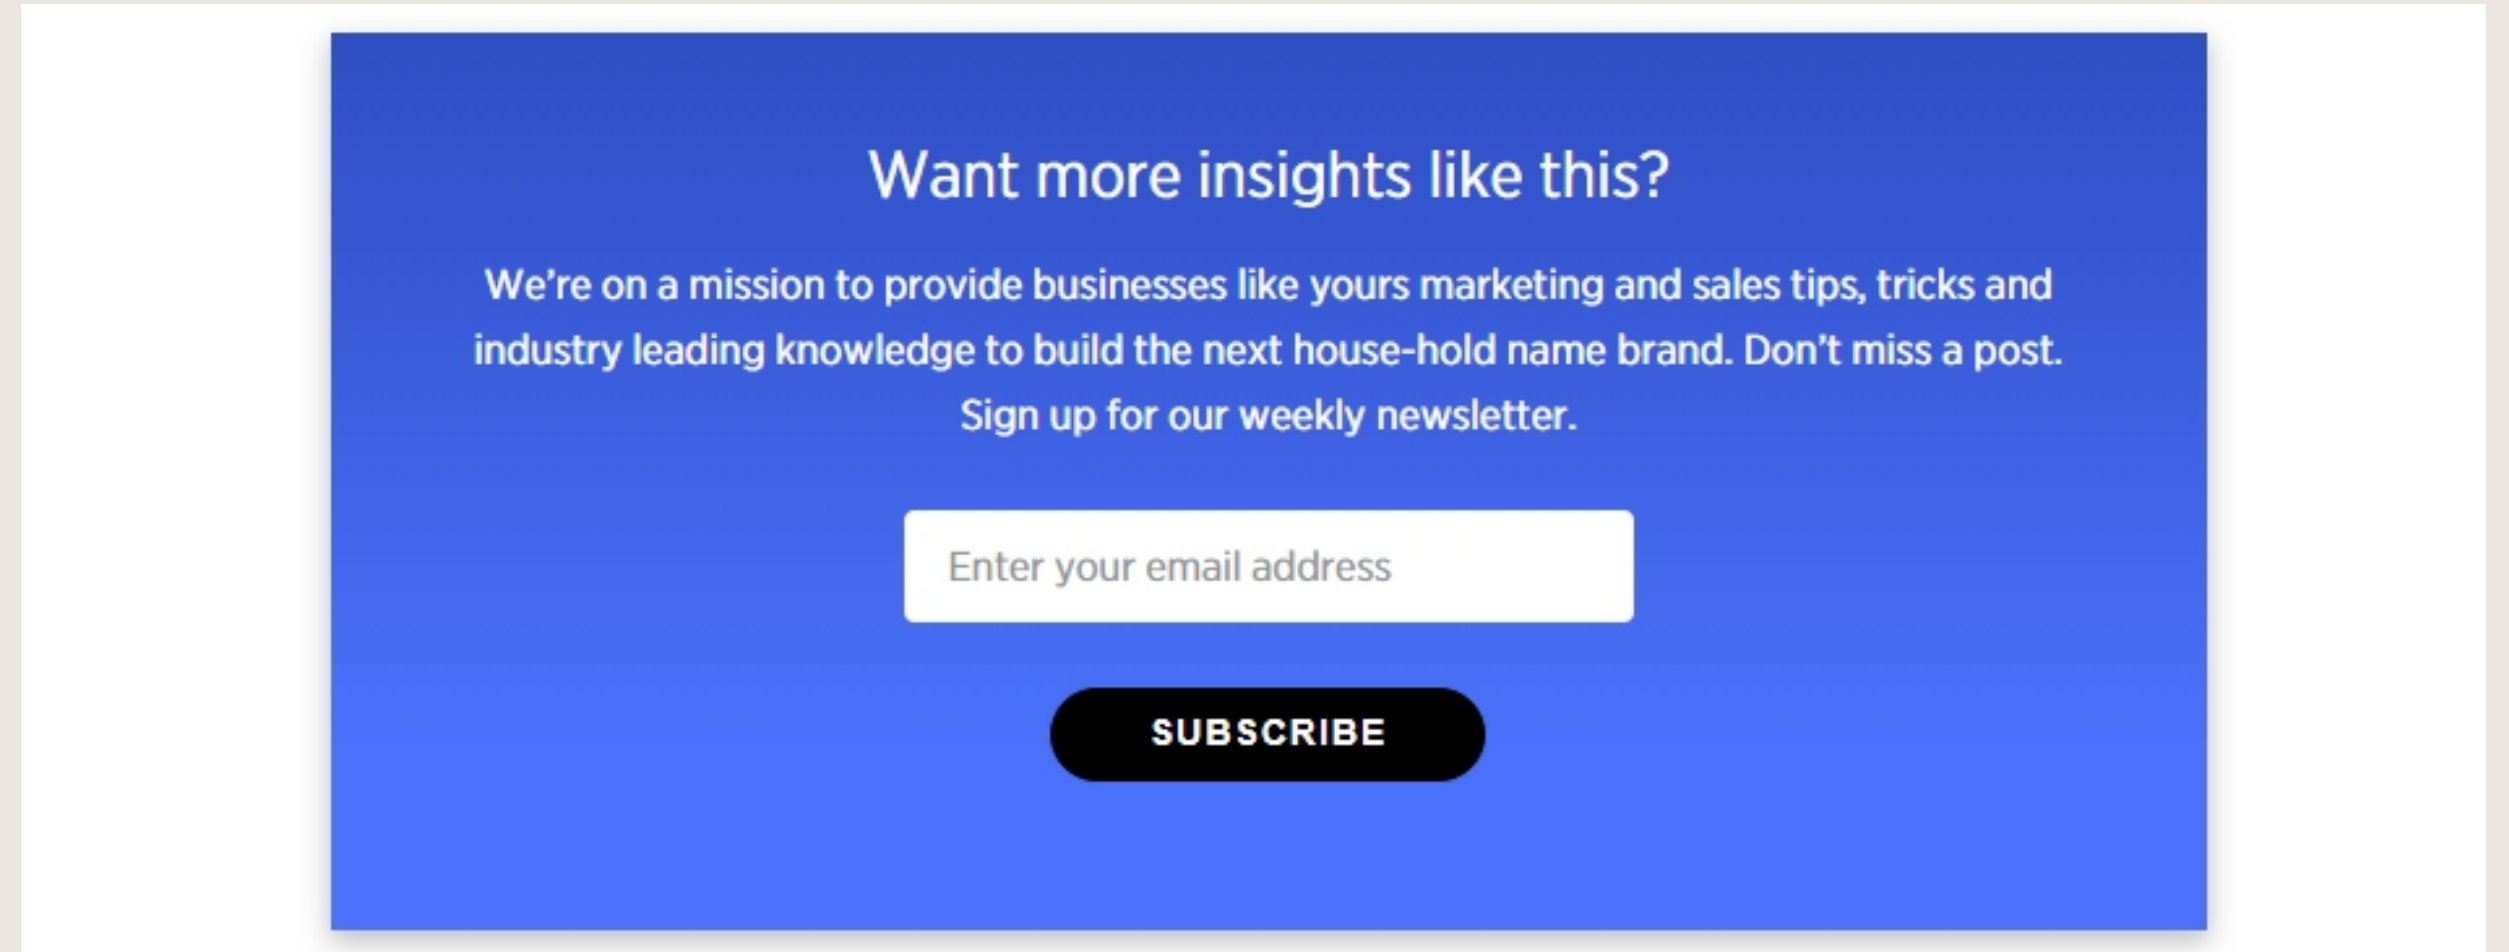 Want more insights like this?
We’re on a mission to provide businesses like yours marketing and sales tips, tricks and
industry leading knowledge to build the next house-hold name brand. Don’t miss a post.
Sign up for our weekly newsletter.
Enter your email address
SUBSCRIBE